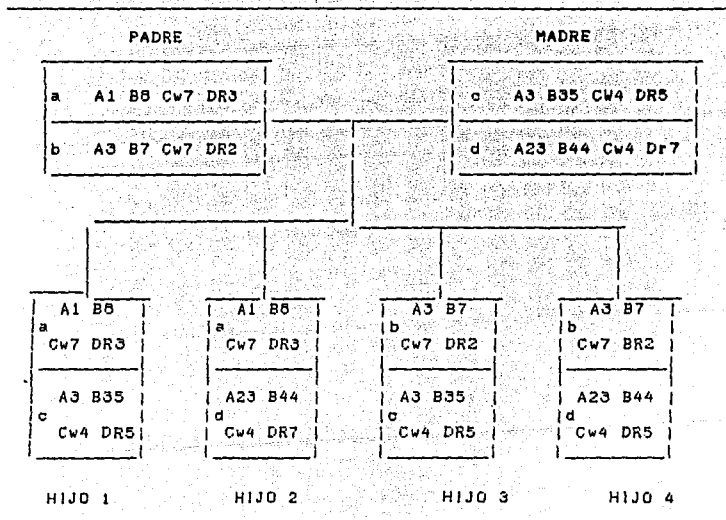 PADRE MADRE
a A1 B8 Cw7 DR3 c A3 B35 CW4 DR5
b A3 B7 Cw7 DR2 d A23 B44 Cw4 Dr7
A1 B8 A1 B8 A3 B7 A3 B7
a a b b
Cw7 DR3 Cw7 DR3 Cw7 DR2 Cw7 BR2
A3 B35 A23 B44 A3 B35 A23 B44
c d c d
Cw4 DR5 Cw4 DR7 Cw4 DR5 Cw4 DR5
HIJO 1 HIJO 2 HIJO 3 HIJO 4